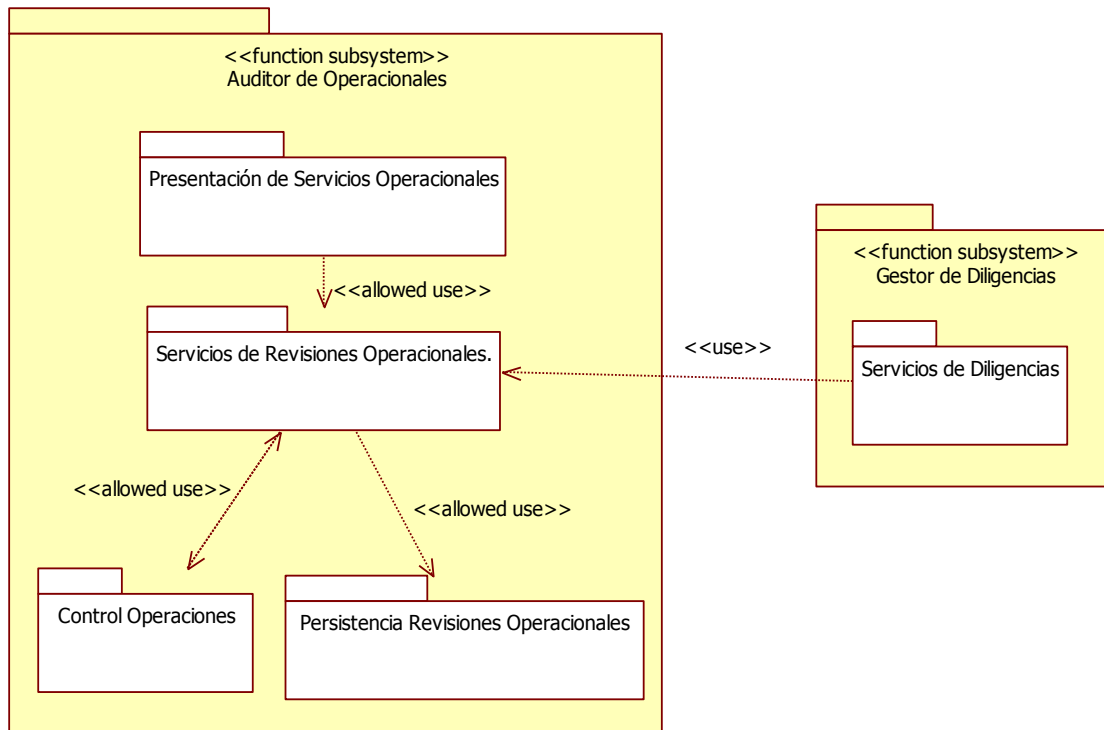 <<function subsystem>>
Auditor de Operacionales
Presentación de Servicios Operacionales
<<allowed use>>
Servicios de Revisiones Operacionales.
<<allowed use>>
<<allowed use>>
Control Operaciones
Persistencia Revisiones Operacionales
<<use>>
<<function subsystem>>
Gestor de Diligencias
Servicios de Diligencias